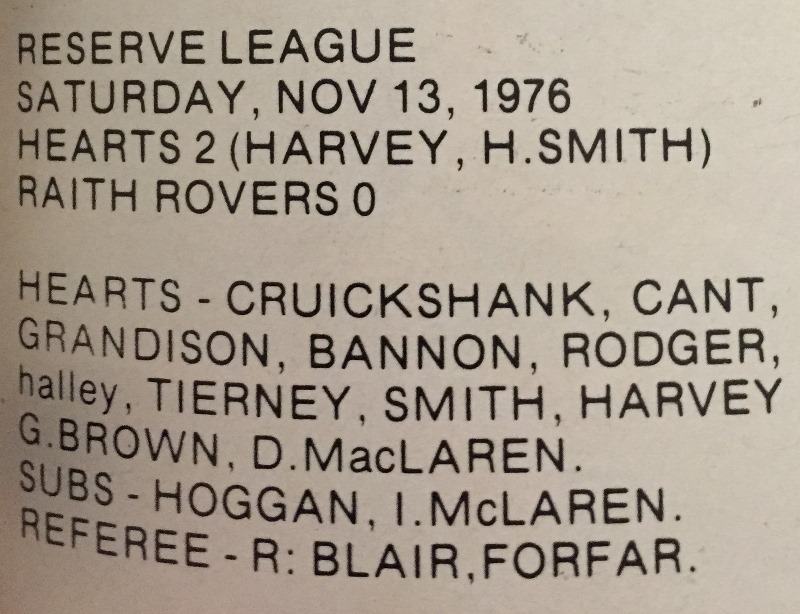 RESERVE LEAGUE
SATURDAY, NOV 13, 1976
HEARTS 2 (HARVEY, H.SMITH)
RAITH ROVERS 0
HEARTS - CRUICKSHANK, CANT,
GRANDISON, BANNON, RODGER,
halley, TIERNEY, SMITH, HARVEY
G.BROWN, D.MacLAREN.
SUBS - HOGGAN, I.McLAREN.
REFEREE - R: BLAIR,FORFAR.